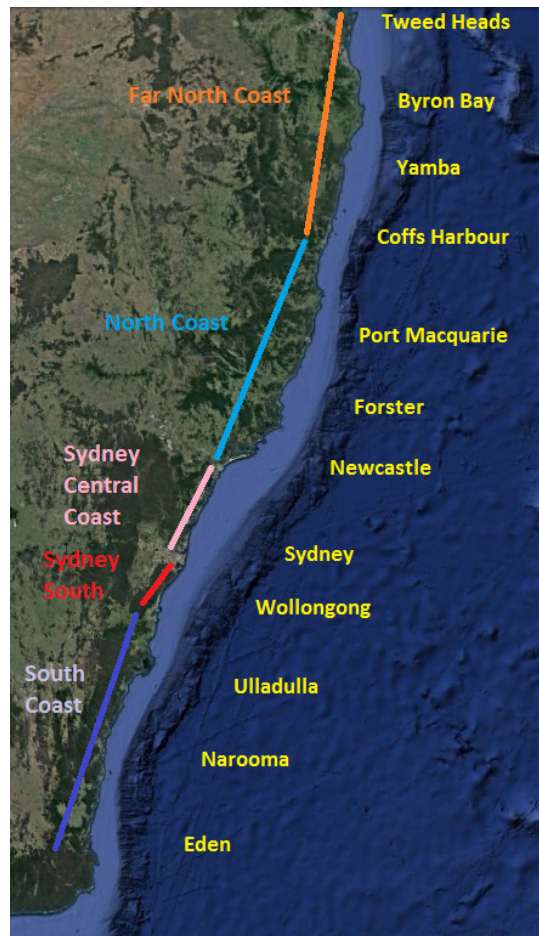 Tweed Heads
Far North Coast
Byron Bay
Yamba
Coffs Harbour
North Coast
Port Macquarie
Forster
Sydney
Central
Coast
Newcastle
Sydney
South
Sydney
Wollongong
South
Coast
Ulladulla
Narooma
Eden